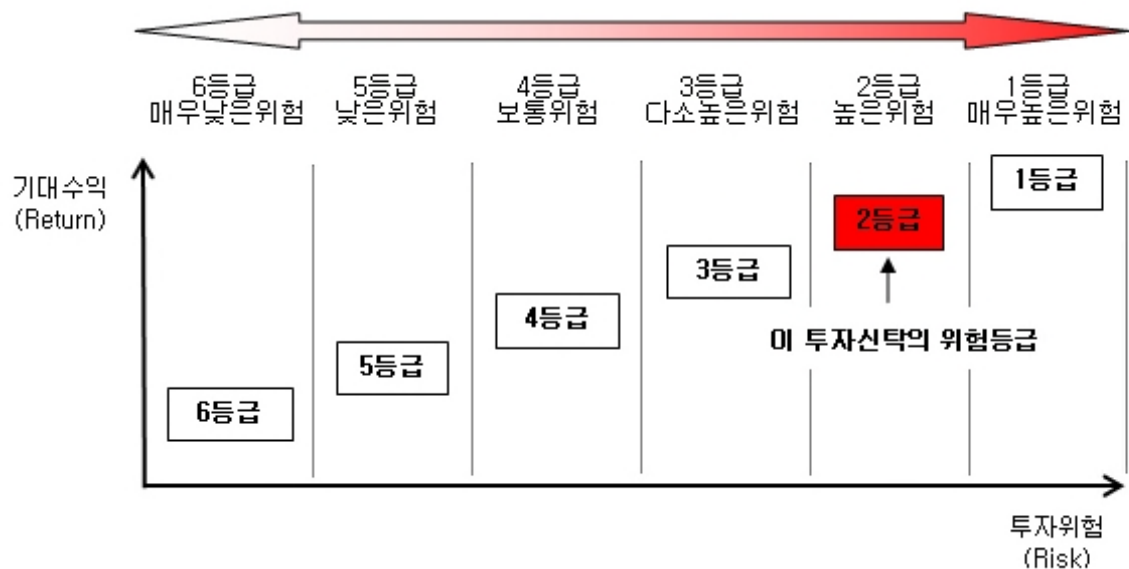 6등급 5등급 4등급 3등급 2등급 1등급
매우낮은위험 낮은위험 보통위험 다소높은위험 높은위험 매우높은위험
기대수익
(Return)
1등급
2등급
3등급
4등급
이 투자신탁의 위험등급
5등급
6등급
투자위험
(Risk)